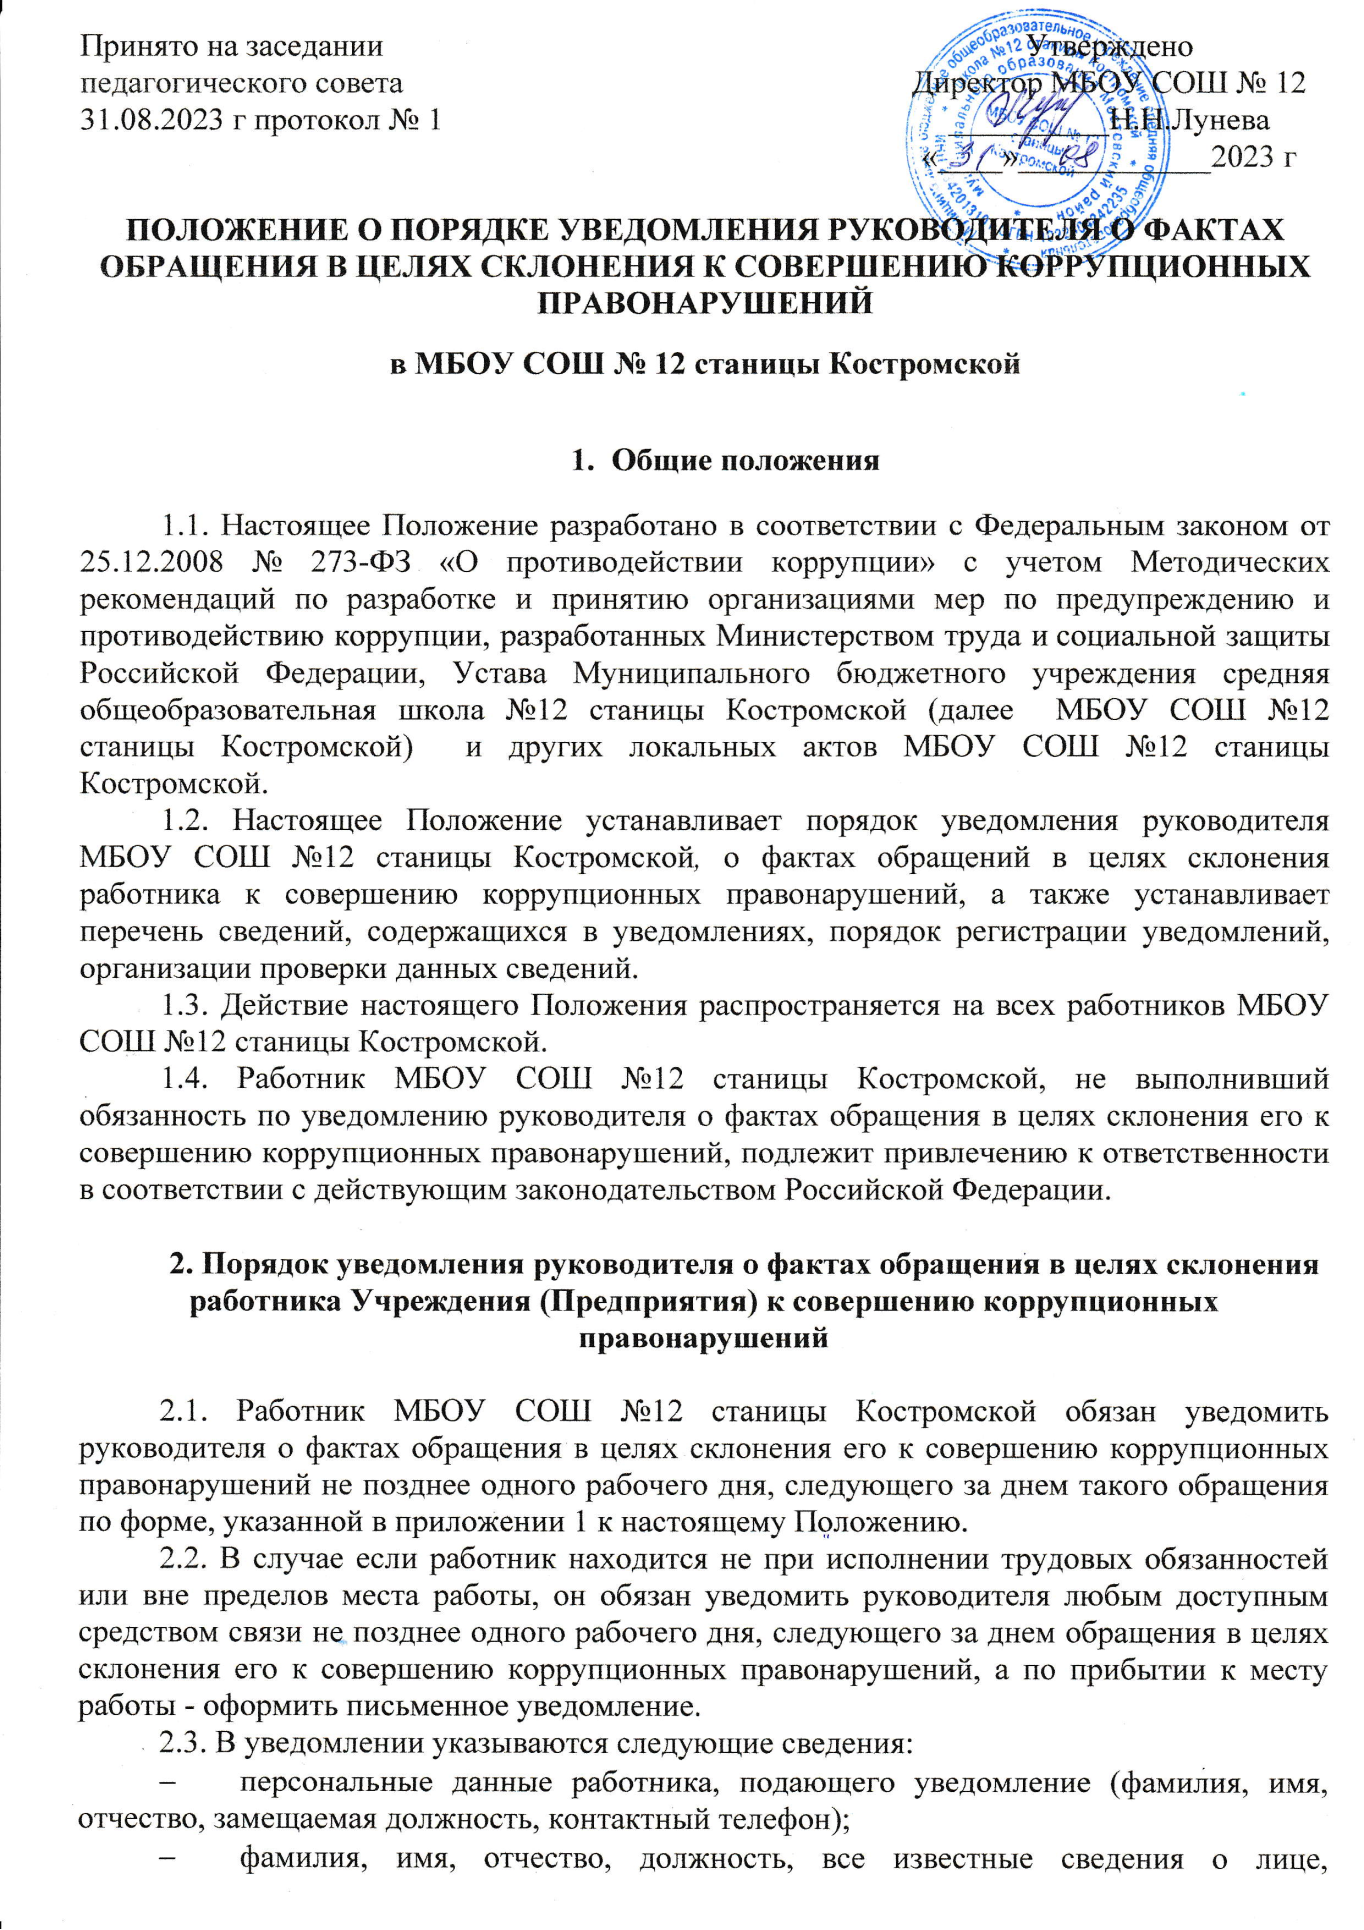 Принято на заседании
педагогического совета
31.08.2023 г протокол № 1
Утверждено
Директор МБОУ СОШ № 12
____________Н.Н.Лунева
«31»____08____2023 г
ПОЛОЖЕНИЕ О ПОРЯДКЕ УВЕДОМЛЕНИЯ РУКОВОДИТЕЛЯ О ФАКТАХ
ОБРАЩЕНИЯ В ЦЕЛЯХ СКЛОНЕНИЯ К СОВЕРШЕНИЮ КОРРУПЦИОННЫХ
ПРАВОНАРУШЕНИЙ
в МБОУ СОШ № 12 станицы Костромской
1. Общие положения
1.1. Настоящее Положение разработано в соответствии с Федеральным законом от
25.12.2008 № 273-ФЗ «О противодействии коррупции» с учетом Методических
рекомендаций по разработке и принятию организациями мер по предупреждению и
противодействию коррупции, разработанных Министерством труда и социальной защиты
Российской Федерации, Устава Муниципального бюджетного учреждения средняя
общеобразовательная школа №12 станицы Костромской (далее МБОУ СОШ №12
станицы Костромской) и других локальных актов МБОУ СОШ №12 станицы
Костромской.
1.2. Настоящее Положение устанавливает порядок уведомления руководителя
МБОУ СОШ №12 станицы Костромской, о фактах обращений в целях склонения
работника к совершению коррупционных правонарушений, а также устанавливает
перечень сведений, содержащихся в уведомлениях, порядок регистрации уведомлений,
организации проверки данных сведений.
1.3. Действие настоящего Положения распространяется на всех работников МБОУ
СОШ №12 станицы Костромской.
1.4. Работник МБОУ СОШ №12 станицы Костромской, не выполнивший
обязанность по уведомлению руководителя о фактах обращения в целях склонения его к
совершению коррупционных правонарушений, подлежит привлечению к ответственности
в соответствии с действующим законодательством Российской Федерации.
2. Порядок уведомления руководителя о фактах обращения в целях склонения
работника Учреждения (Предприятия) к совершению коррупционных
правонарушений
2.1. Работник МБОУ СОШ №12 станицы Костромской обязан уведомить
руководителя о фактах обращения в целях склонения его к совершению коррупционных
правонарушений не позднее одного рабочего дня, следующего за днем такого обращения
по форме, указанной в приложении 1 к настоящему Положению.
2.2. В случае если работник находится не при исполнении трудовых обязанностей
или вне пределов места работы, он обязан уведомить руководителя любым доступным
средством связи не позднее одного рабочего дня, следующего за днем обращения в целях
склонения его к совершению коррупционных правонарушений, а по прибытии к месту
работы - оформить письменное уведомление.
2.3. В уведомлении указываются следующие сведения:
– персональные данные работника, подающего уведомление (фамилия, имя,
отчество, замещаемая должность, контактный телефон);
– фамилия, имя, отчество, должность, все известные сведения о лице,